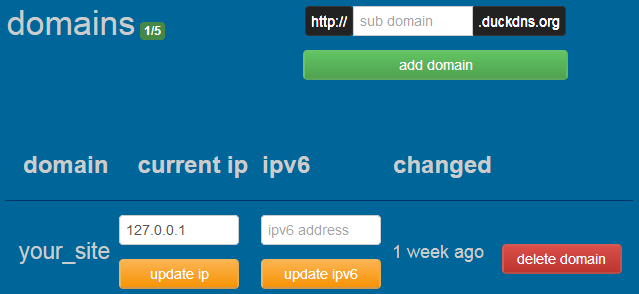 domains 1/5
http:// sub domain .duckdns.org
add domain
domain current ip ipv6 changed
your_site 127.0.0.1 ipv6 address 1 week ago delete domain
update ip update ipv6